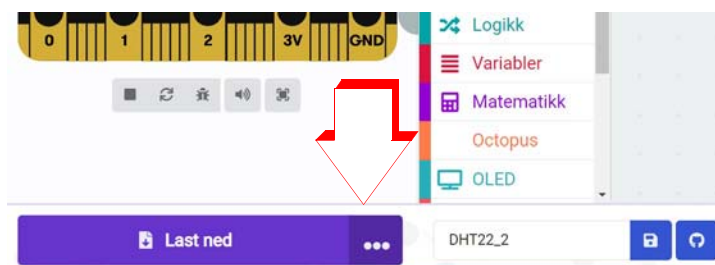 0 1 2 3V GND
Logikk
Variabler
Matematikk
Octopus
OLED
Last ned
DHT22_2